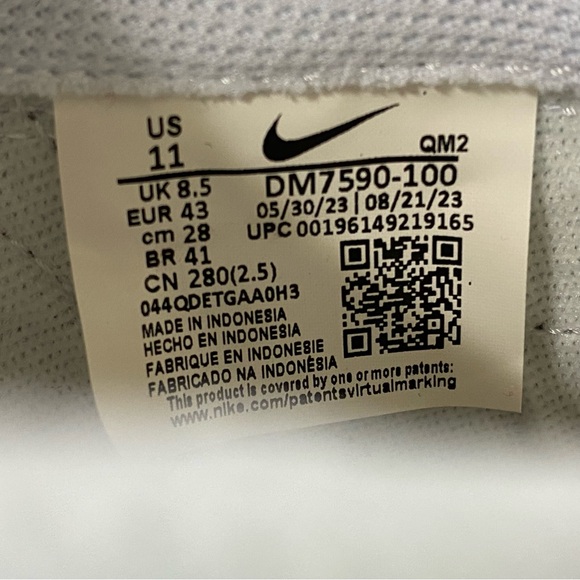 US
11
QM2
UK 8.5
EUR 43
cm 28
BR 41
CN 280(2.5)
DM7590-100
05/30/23 | 08/21/23
UPC 00196149219165
044QDETGAA0H3
MADE IN INDONESIA
HECHO EN INDONESIA
FABRIQUE EN INDONESIE
FABRICADO NA INDONÉSIA
This product is covered by one or more patents:
www.nike.com/patentsvirtualmarking